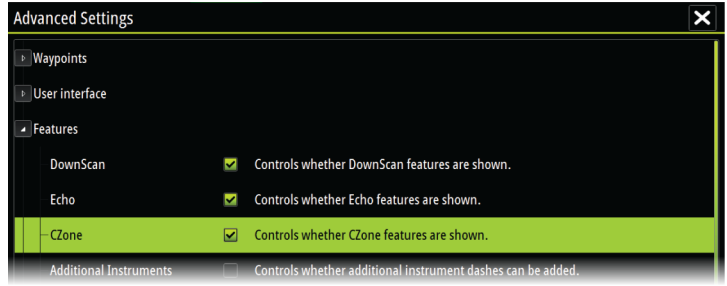 Advanced Settings
Waypoints
User interface
Features
DownScan Controls whether DownScan features are shown.
Echo Controls whether Echo features are shown.
CZone Controls whether CZone features are shown.
Additional Instruments Controls whether additional instrument dashes can be added.